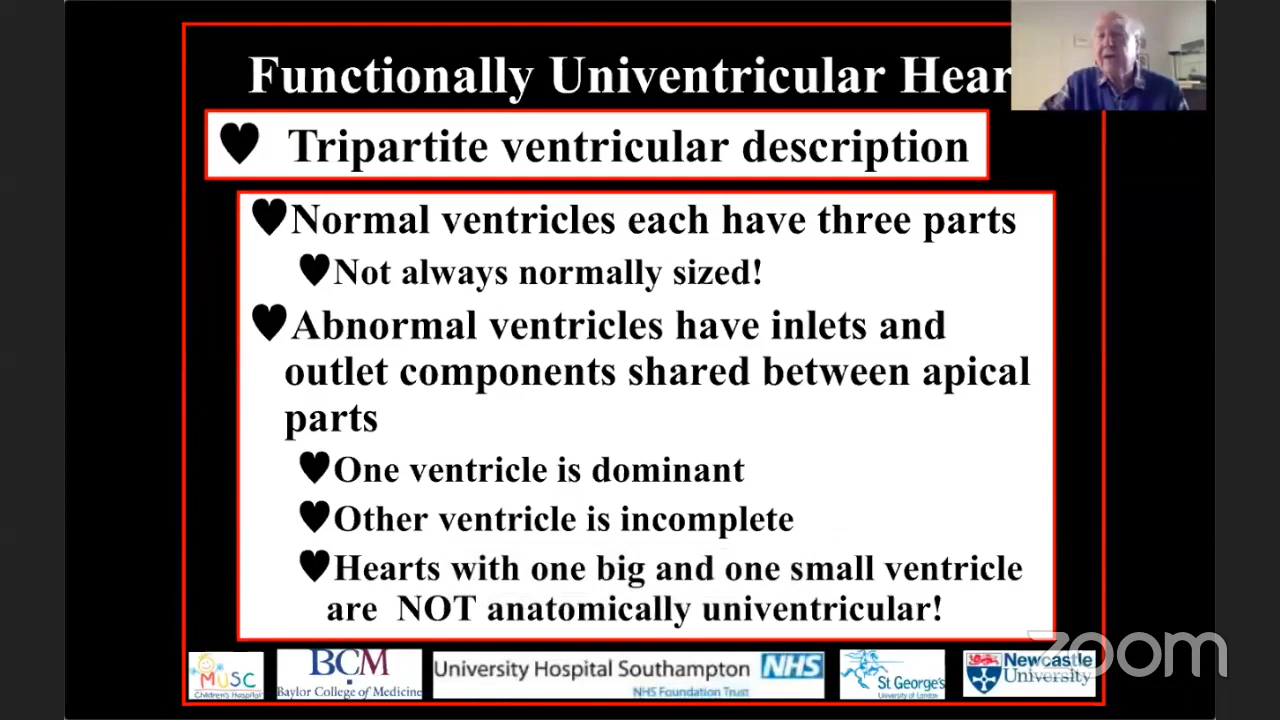 Functionally Univentricular Hear
♥ Tripartite ventricular description
♥Normal ventricles each have three parts
♥Not always normally sized!
♥Abnormal ventricles have inlets and
outlet components shared between apical
parts
♥One ventricle is dominant
♥Other ventricle is incomplete
♥Hearts with one big and one small ventricle
are NOT anatomically univentricular!
MUSC
Children's Hospital
BCM
Baylor College of Medicine
University Hospital Southampton NHS
NHS Foundation Trust
St George's
University of London
Newcastle
University
zoom